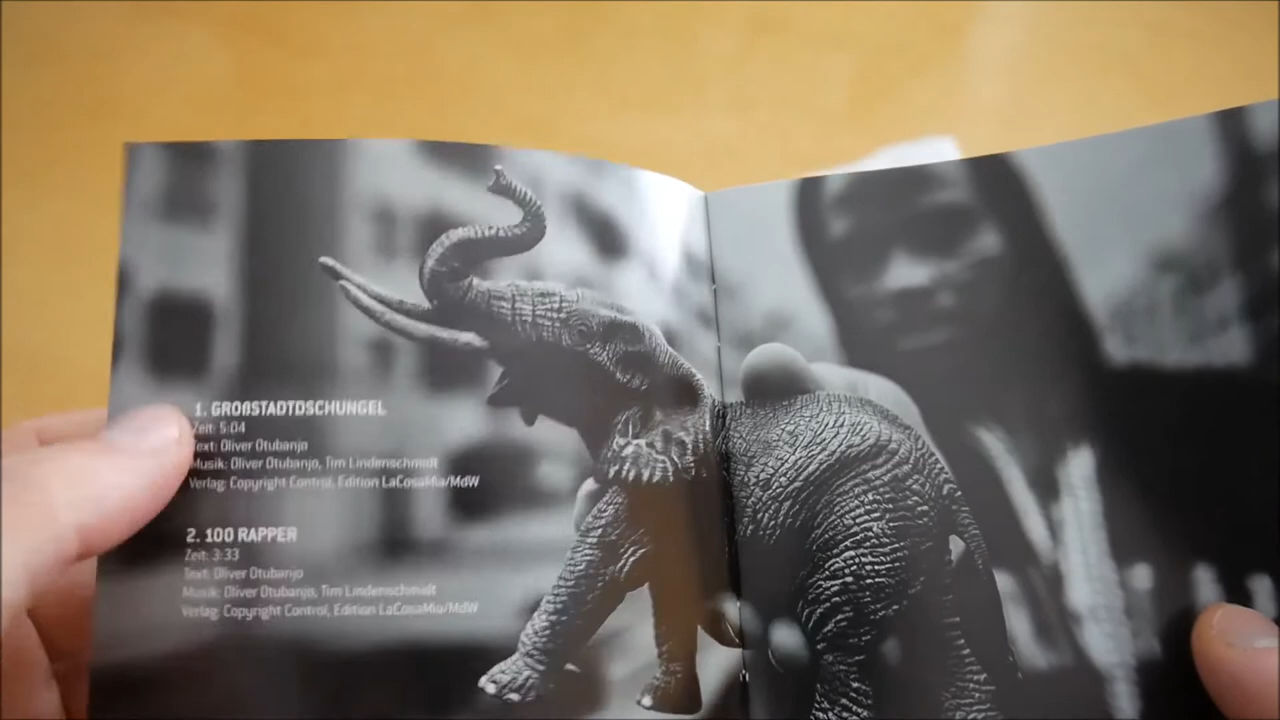 1. GROßSTADTDSCHUNGEL
Zeit: 5:04
Text: Oliver Otubanjo
Musik: Oliver Otubanjo, Tim Lindenschmidt
Verlag: Copyright Control, Edition LaCosaMia/MdW
2. 100 RAPPER
Zeit: 3:33
Text: Oliver Otubanjo
Musik: Oliver Otubanjo, Tim Lindenschmidt
Verlag: Copyright Control, Edition LaCosaMia/MdW